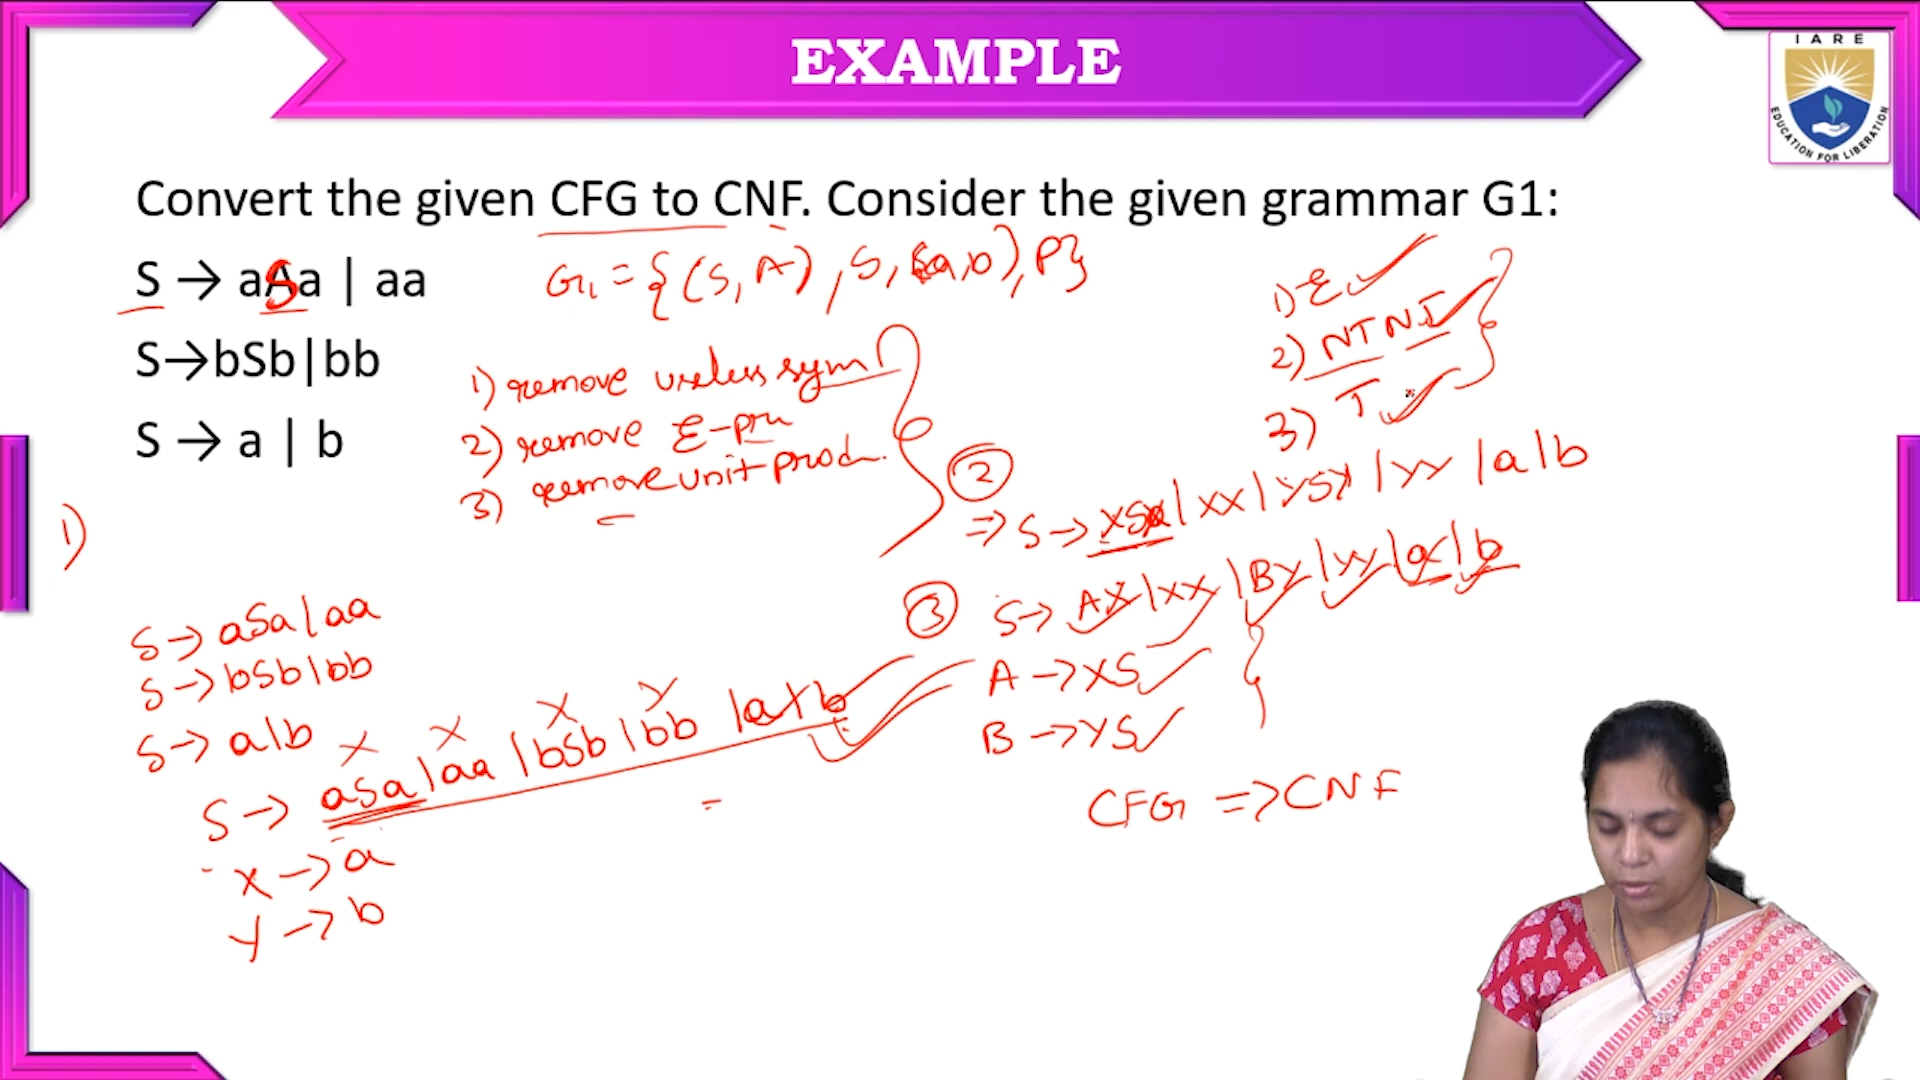 EXAMPLE
IARE
EDUCATION FOR LIBERATION
Convert the given CFG to CNF. Consider the given grammar G1:
S → aSa | aa
G1 = {(S, A), S, (a,b), P}
S→bSb|bb
S → a | b
1) remove useless sym
2) remove ε-pru
3) remove unit prod.
1) ε
2) NT NT
3) T
1)
S → aSa | aa
S → bSb | bb
S → a | b
X X X Y
S → aSa | aa | bSb | bb | a | b
X → a
Y → b
2
⇒ S → XSX | XX | YSY | YY | a | b
3
S → AX | XX | BY | YY | a | b
A → XS
B → YS
CFG ⇒ CNF